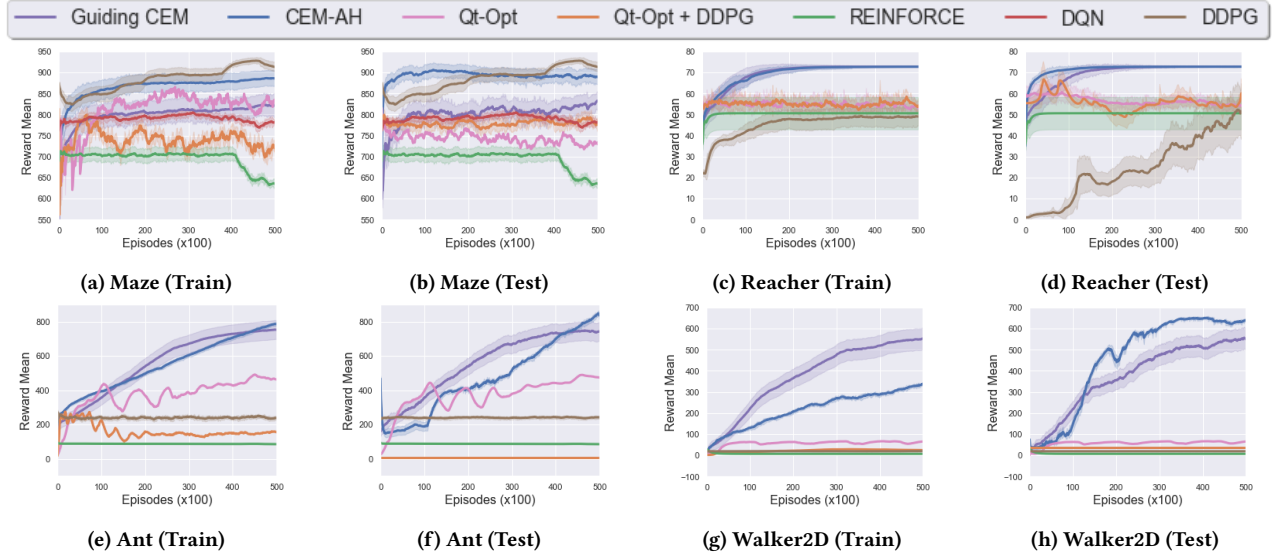 Guiding CEM CEM-AH Qt-Opt Qt-Opt + DDPG REINFORCE DQN DDPG
Reward Mean
950
900
850
800
750
700
650
600
550
0 100 200 300 400 500
Episodes (x100)
(a) Maze (Train)
Reward Mean
950
900
850
800
750
700
650
600
550
0 100 200 300 400 500
Episodes (x100)
(b) Maze (Test)
Reward Mean
80
70
60
50
40
30
20
10
0
0 100 200 300 400 500
Episodes (x100)
(c) Reacher (Train)
Reward Mean
80
70
60
50
40
30
20
10
0
0 100 200 300 400 500
Episodes (x100)
(d) Reacher (Test)
Reward Mean
800
600
400
200
0
0 100 200 300 400 500
Episodes (x100)
(e) Ant (Train)
Reward Mean
800
600
400
200
0
0 100 200 300 400 500
Episodes (x100)
(f) Ant (Test)
Reward Mean
700
600
500
400
300
200
100
0
−100
0 100 200 300 400 500
Episodes (x100)
(g) Walker2D (Train)
Reward Mean
700
600
500
400
300
200
100
0
−100
0 100 200 300 400 500
Episodes (x100)
(h) Walker2D (Test)